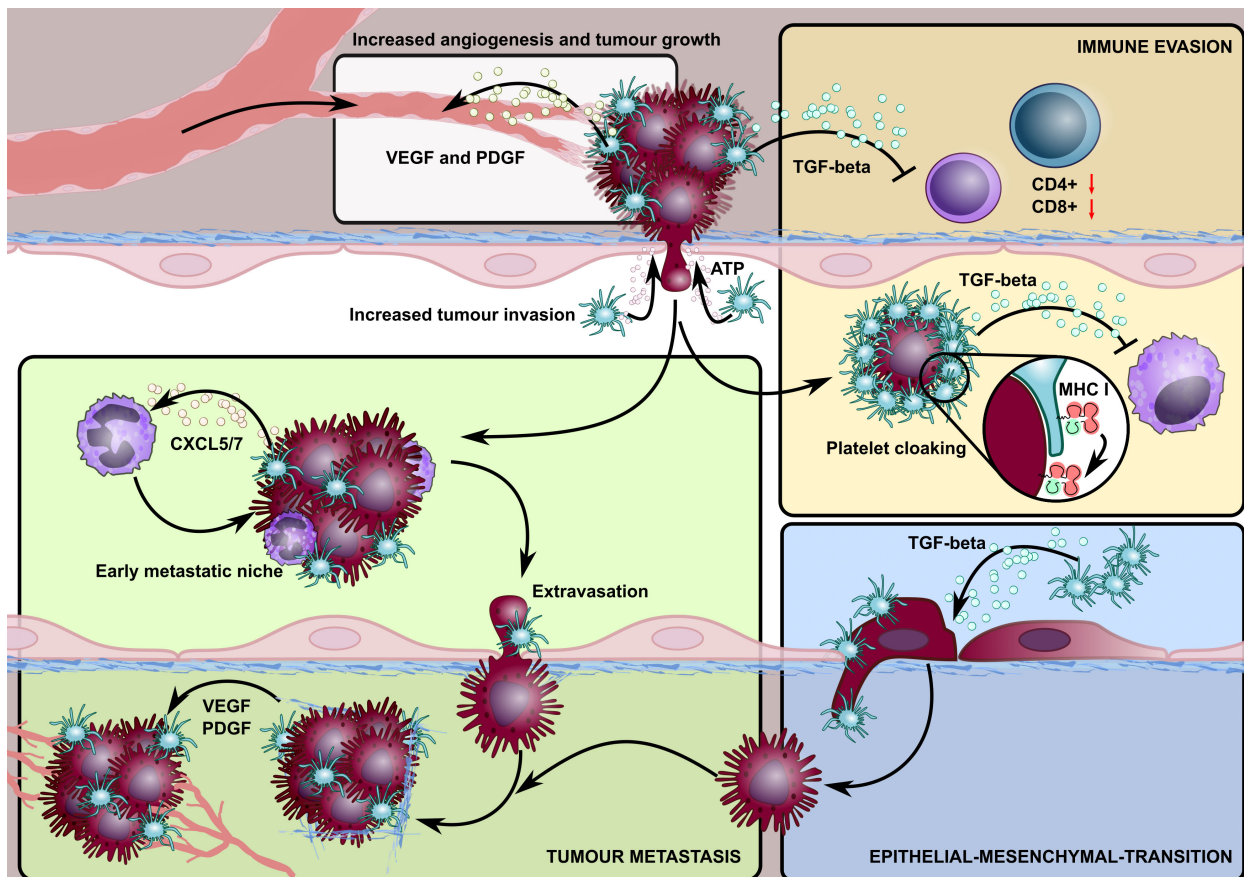 Increased angiogenesis and tumour growth
IMMUNE EVASION
VEGF and PDGF
TGF-beta
CD4+
CD8+
ATP
Increased tumour invasion
TGF-beta
MHC I
Platelet cloaking
CXCL5/7
Early metastatic niche
Extravasation
TGF-beta
VEGF
PDGF
TUMOUR METASTASIS
EPITHELIAL-MESENCHYMAL-TRANSITION